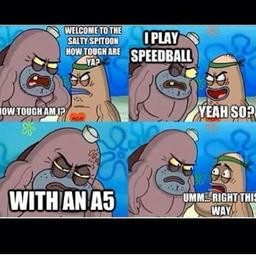 WELCOME TO THE
SALTY SPITOON
HOW TOUGH ARE
YA?
HOW TOUGH AM I?
MOM
I PLAY
SPEEDBALL
YEAH SO?
WITH AN A5
UMM... RIGHT THIS
WAY